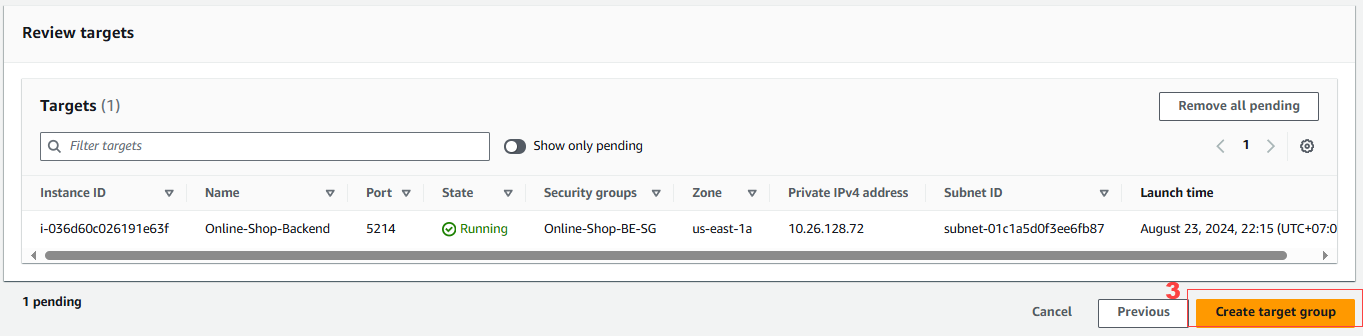 Review targets
Targets (1)
Remove all pending
Filter targets
Show only pending
1
Instance ID Name Port State Security groups Zone Private IPv4 address Subnet ID Launch time
i-036d60c026191e63f Online-Shop-Backend 5214 Running Online-Shop-BE-SG us-east-1a 10.26.128.72 subnet-01c1a5d0f3ee6fb87 August 23, 2024, 22:15 (UTC+07:0
1 pending
3
Cancel Previous Create target group